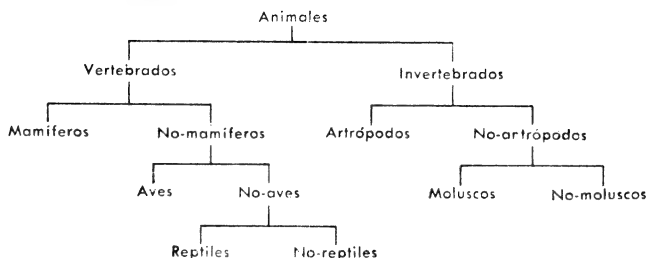 Animales
Vertebrados Invertebrados
Mamíferos No-mamíferos Artrópodos No-artrópodos
Aves No-aves Moluscos No-moluscos
Reptiles No-reptiles